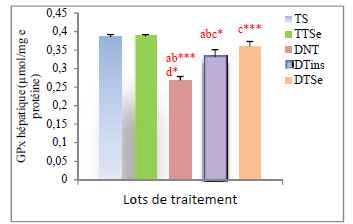 GPx hépatique (µmol/mg e
protéine)
0,45
0,4
0,35
0,3
0,25
0,2
0,15
0,1
0,05
0
ab***
d*
abc*
c***
TS
TTSe
DNT
DTins
DTSe
Lots de traitement